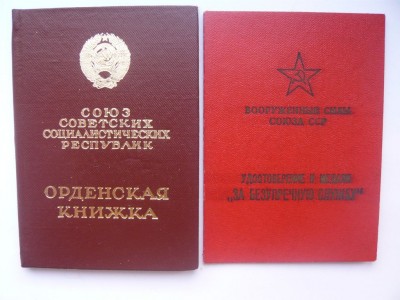 СОЮЗ
СОВЕТСКИХ
СОЦИАЛИСТИЧЕСКИХ
РЕСПУБЛИК
ОРДЕНСКАЯ
КНИЖКА
ВООРУЖЕННЫЕ СИЛЫ
СОЮЗА ССР
УДОСТОВЕРЕНИЕ К МЕДАЛИ
„ЗА БЕЗУПРЕЧНУЮ СЛУЖБУ"